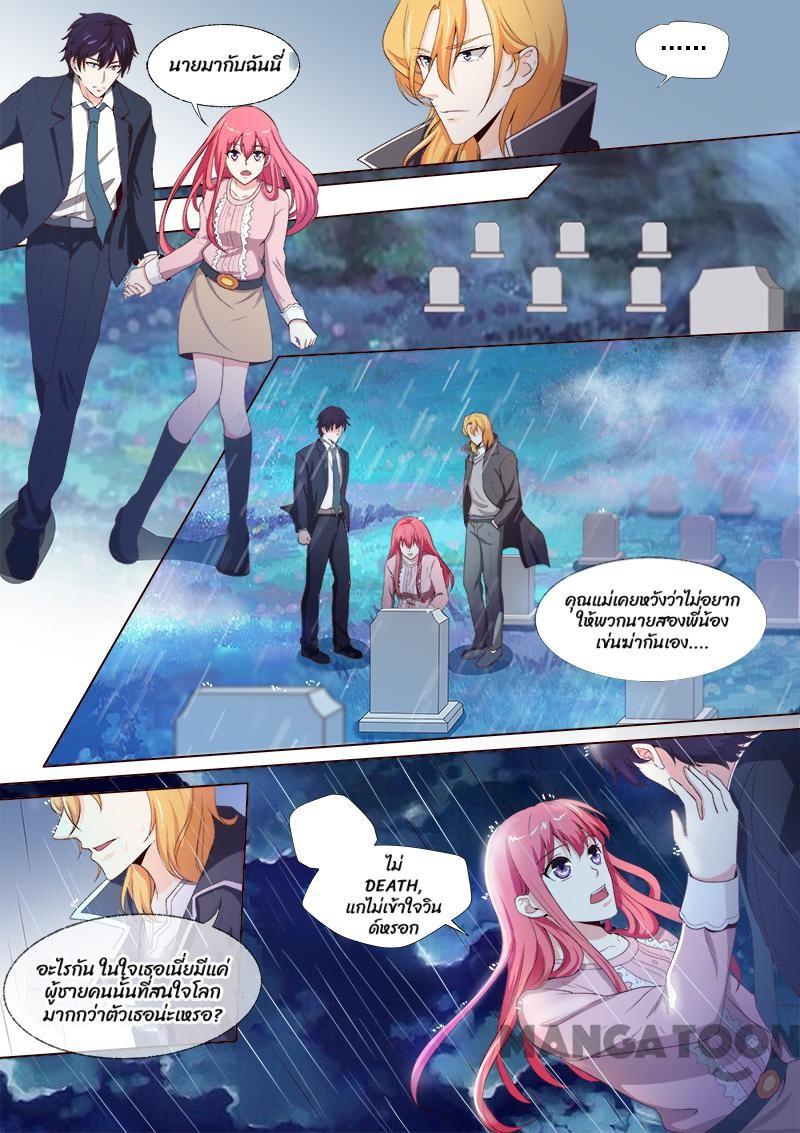 นายมากับฉันนี่
......
คุณแม่เคยหวังว่าไม่อยาก
ให้พวกนายสองพี่น้อง
เข่นฆ่ากันเอง....
ไม่
DEATH,
แกไม่เข้าใจวิน
ด์หรอก
อะไรกัน ในใจเธอเนี่ยมีแค่
ผู้ชายคนนั้นที่สนใจโลก
มากกว่าตัวเธอน่ะเหรอ?
MANGATOON